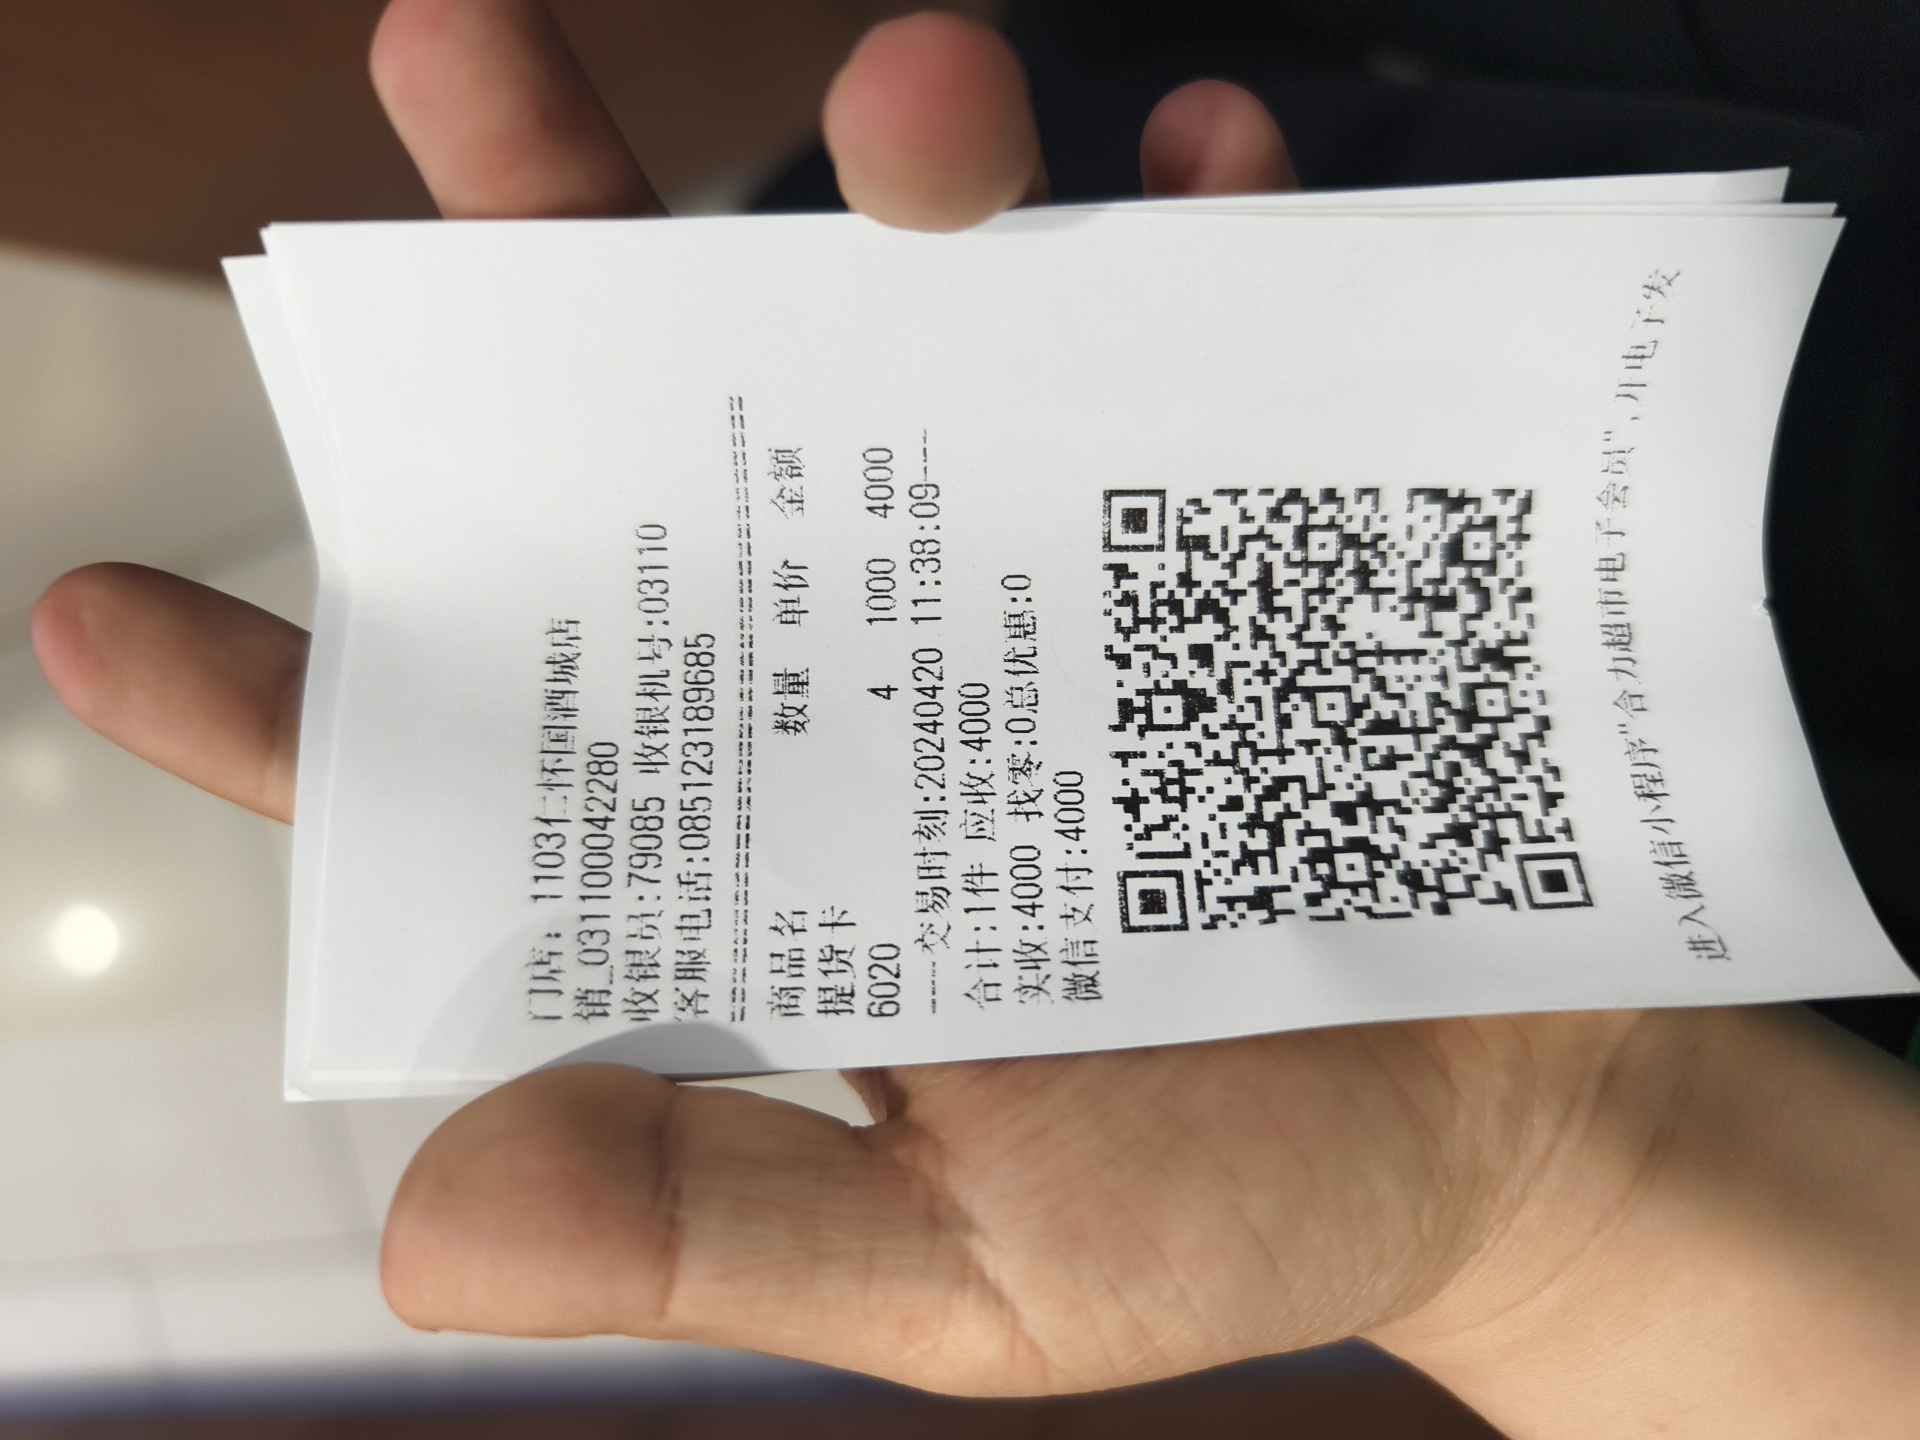 门店：1103仁怀国酒城店
销_0311000042280
收银员:79085 收银机号:03110
客服电话:085123189685
商品名 数量 单价 金额
提货卡
6020 4 1000 4000
----交易时刻:20240420 11:38:09----
合计:1件 应收:4000
实收:4000 找零:0总优惠:0
微信支付:4000
进入微信小程序"合力超市电子会员",开电子发